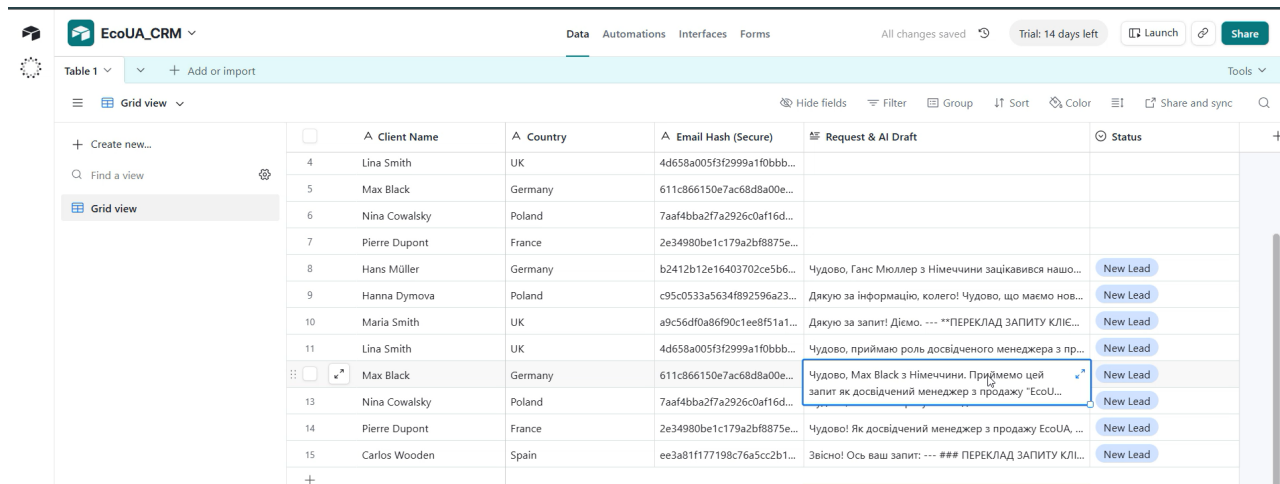 EcoUA_CRM
Data Automations Interfaces Forms
All changes saved
Trial: 14 days left
Launch
Share
Table 1
+ Add or import
Tools
Grid view
Hide fields Filter Group Sort Color Share and sync
+ Create new...
Find a view
Grid view
Client Name Country Email Hash (Secure) Request & AI Draft Status
4 Lina Smith UK 4d658a005f3f2999a1f0bbb...
5 Max Black Germany 611c866150e7ac68d8a00e...
6 Nina Cowalsky Poland 7aaf4bba2f7a2926c0af16d...
7 Pierre Dupont France 2e34980be1c179a2bf8875e...
8 Hans Müller Germany b2412b12e16403702ce5b6... Чудово, Ганс Мюллер з Німеччини зацікавився нашо... New Lead
9 Hanna Dymova Poland c95c0533a5634f892596a23... Дякую за інформацію, колего! Чудово, що маємо нов... New Lead
10 Maria Smith UK a9c56df0a86f90c1ee8f51a1... Дякую за запит! Діємо. --- **ПЕРЕКЛАД ЗАПИТУ КЛІЄ... New Lead
11 Lina Smith UK 4d658a005f3f2999a1f0bbb... Чудово, приймаю роль досвідченого менеджера з пр... New Lead
Max Black Germany 611c866150e7ac68d8a00e... Чудово, Max Black з Німеччини. Приймемо цей New Lead
запит як досвідчений менеджер з продажу "EcoU...
13 Nina Cowalsky Poland 7aaf4bba2f7a2926c0af16d... New Lead
14 Pierre Dupont France 2e34980be1c179a2bf8875e... Чудово! Як досвідчений менеджер з продажу EcoUA, ... New Lead
15 Carlos Wooden Spain ee3a81f177198c76a5cc2b1... Звісно! Ось ваш запит: --- ### ПЕРЕКЛАД ЗАПИТУ КЛІ... New Lead